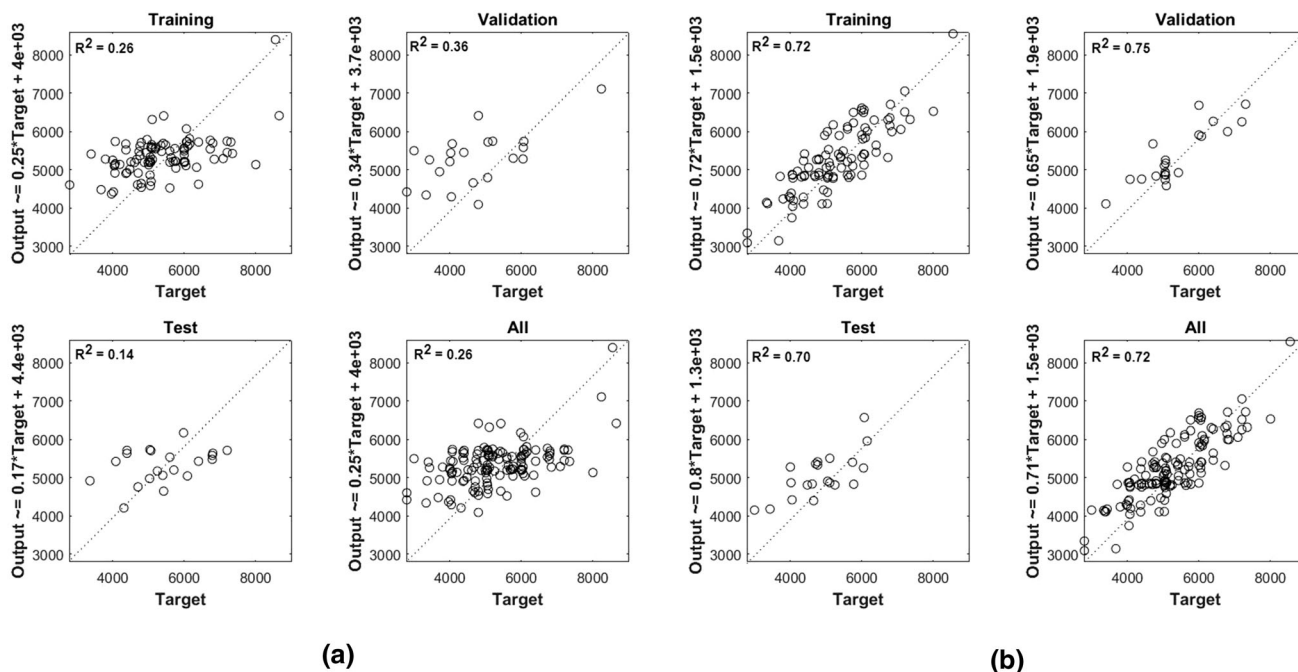 Training
R² = 0.26
Output ~= 0.25*Target + 4e+03
8000
7000
6000
5000
4000
3000
4000 6000 8000
Target
Validation
R² = 0.36
Output ~= 0.34*Target + 3.7e+03
8000
7000
6000
5000
4000
3000
4000 6000 8000
Target
Training
R² = 0.72
Output ~= 0.72*Target + 1.5e+03
8000
7000
6000
5000
4000
3000
4000 6000 8000
Target
Validation
R² = 0.75
Output ~= 0.65*Target + 1.9e+03
8000
7000
6000
5000
4000
3000
4000 6000 8000
Target
Test
R² = 0.14
Output ~= 0.17*Target + 4.4e+03
8000
7000
6000
5000
4000
3000
4000 6000 8000
Target
All
R² = 0.26
Output ~= 0.25*Target + 4e+03
8000
7000
6000
5000
4000
3000
4000 6000 8000
Target
Test
R² = 0.70
Output ~= 0.8*Target + 1.3e+03
8000
7000
6000
5000
4000
3000
4000 6000 8000
Target
All
R² = 0.72
Output ~= 0.71*Target + 1.5e+03
8000
7000
6000
5000
4000
3000
4000 6000 8000
Target
(a)
(b)